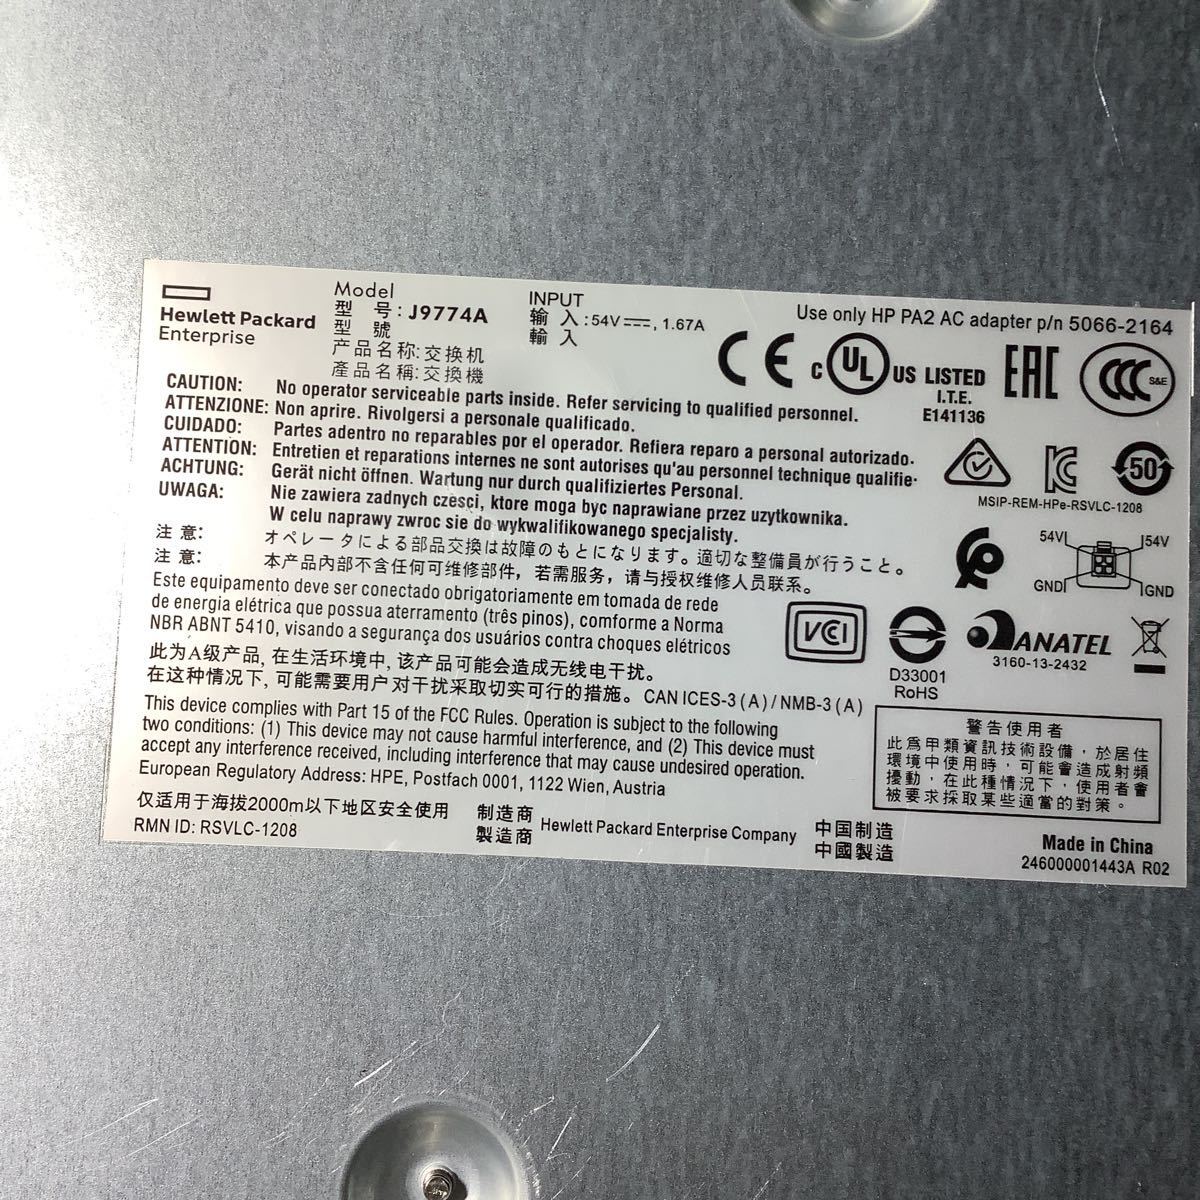 Hewlett Packard
Enterprise
Model
型 号: J9774A
型 號
产品名称:交换机
產品名稱:交換機
INPUT
输 入:54V⎓, 1.67A
輸 入
Use only HP PA2 AC adapter p/n 5066-2164
CE
c UL US LISTED
I.T.E.
E141136
EAC
CCC S&E
CAUTION: No operator serviceable parts inside. Refer servicing to qualified personnel.
ATTENZIONE: Non aprire. Rivolgersi a personale qualificado.
CUIDADO: Partes adentro no reparables por el operador. Refiera reparo a personal autorizado.
ATTENTION: Entretien et reparations internes ne sont autorises qu'au personnel technique qualifie.
ACHTUNG: Gerät nicht öffnen. Wartung nur durch qualifiziertes Personal.
UWAGA: Nie zawiera zadnych czesci, ktore moga byc naprawiane przez uzytkownika.
W celu naprawy zwroc sie do wykwalifikowanego specjalisty.
注意: オペレータによる部品交換は故障のもとになります。適切な整備員が行うこと。
注意: 本产品内部不含任何可维修部件，若需服务，请与授权维修人员联系。
50
MSIP-REM-HPe-RSVLC-1208
54V 54V
GND GND
Este equipamento deve ser conectado obrigatoriamente em tomada de rede
de energia elétrica que possua aterramento (três pinos), comforme a Norma
NBR ABNT 5410, visando a segurança dos usuários contra choques elétricos
VCI
D33001
RoHS
ANATEL
3160-13-2432
此为A级产品, 在生活环境中, 该产品可能会造成无线电干扰。
在这种情况下, 可能需要用户对干扰采取切实可行的措施。CAN ICES-3 (A) / NMB-3 (A)
This device complies with Part 15 of the FCC Rules. Operation is subject to the following
two conditions: (1) This device may not cause harmful interference, and (2) This device must
accept any interference received, including interference that may cause undesired operation.
European Regulatory Address: HPE, Postfach 0001, 1122 Wien, Austria
警告使用者
此為甲類資訊技術設備，於居住
環境中使用時，可能會造成射頻
擾動，在此種情況下，使用者會
被要求採取某些適當的對策。
仅适用于海拔2000m以下地区安全使用
RMN ID: RSVLC-1208
制造商
製造商
Hewlett Packard Enterprise Company
中国制造
中國製造
Made in China
246000001443A R02